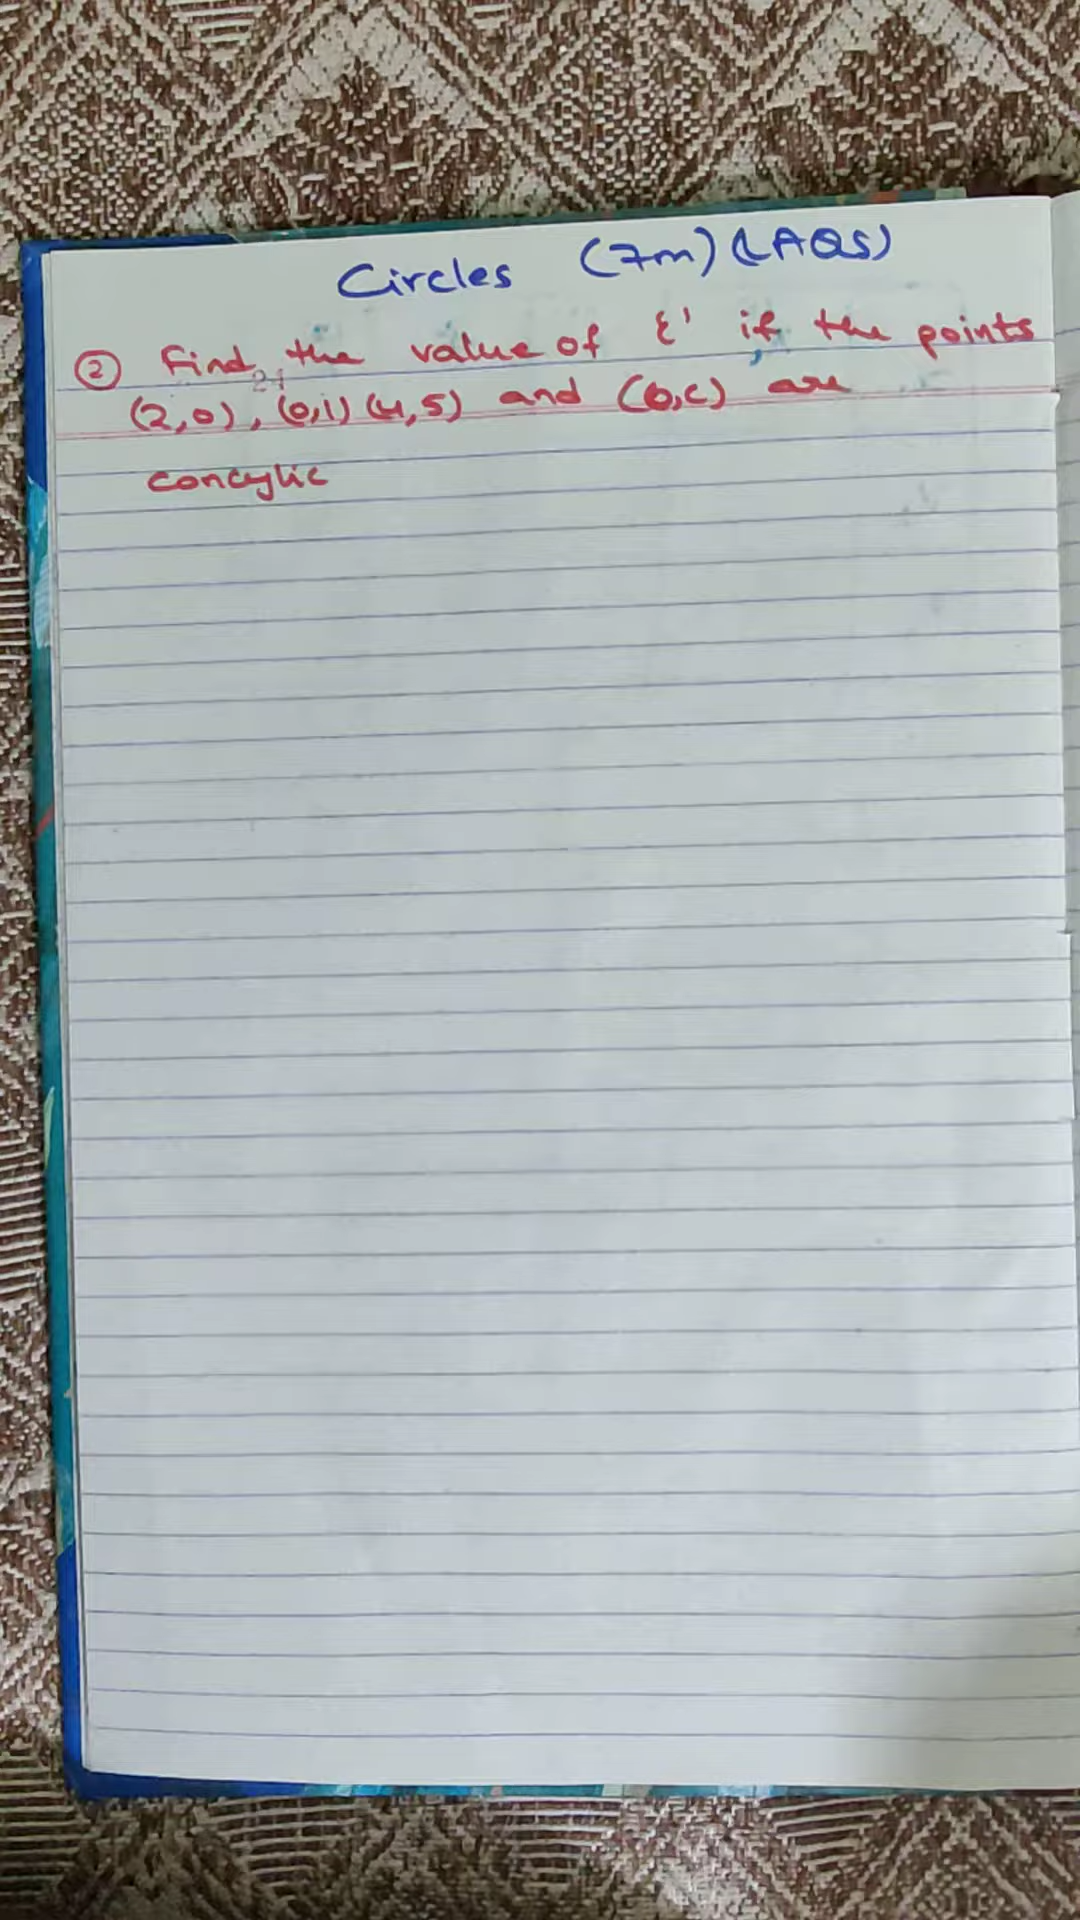 Circles (7m) (LAQS)
② Find the value of 'c' if the points
(2,0), (0,1) (4,5) and (0,c) are
concylic